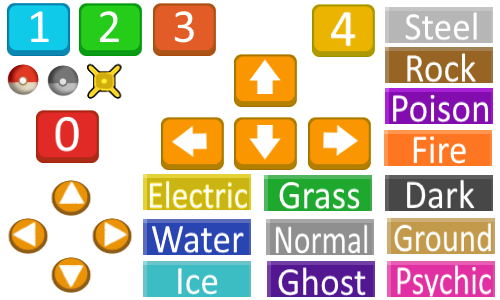 1 2 3 4 Steel
Rock
Poison
0 Fire
Electric Grass Dark
Water Normal Ground
Ice Ghost Psychic